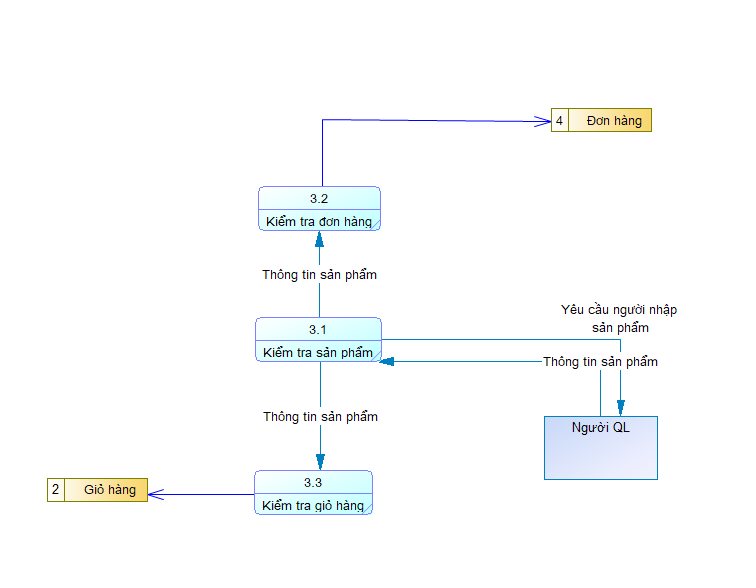 4 Đơn hàng
3.2
Kiểm tra đơn hàng
Thông tin sản phẩm
Yêu cầu người nhập
sản phẩm
3.1
Kiểm tra sản phẩm
Thông tin sản phẩm
Thông tin sản phẩm
Người QL
3.3
Kiểm tra giỏ hàng
2 Giỏ hàng